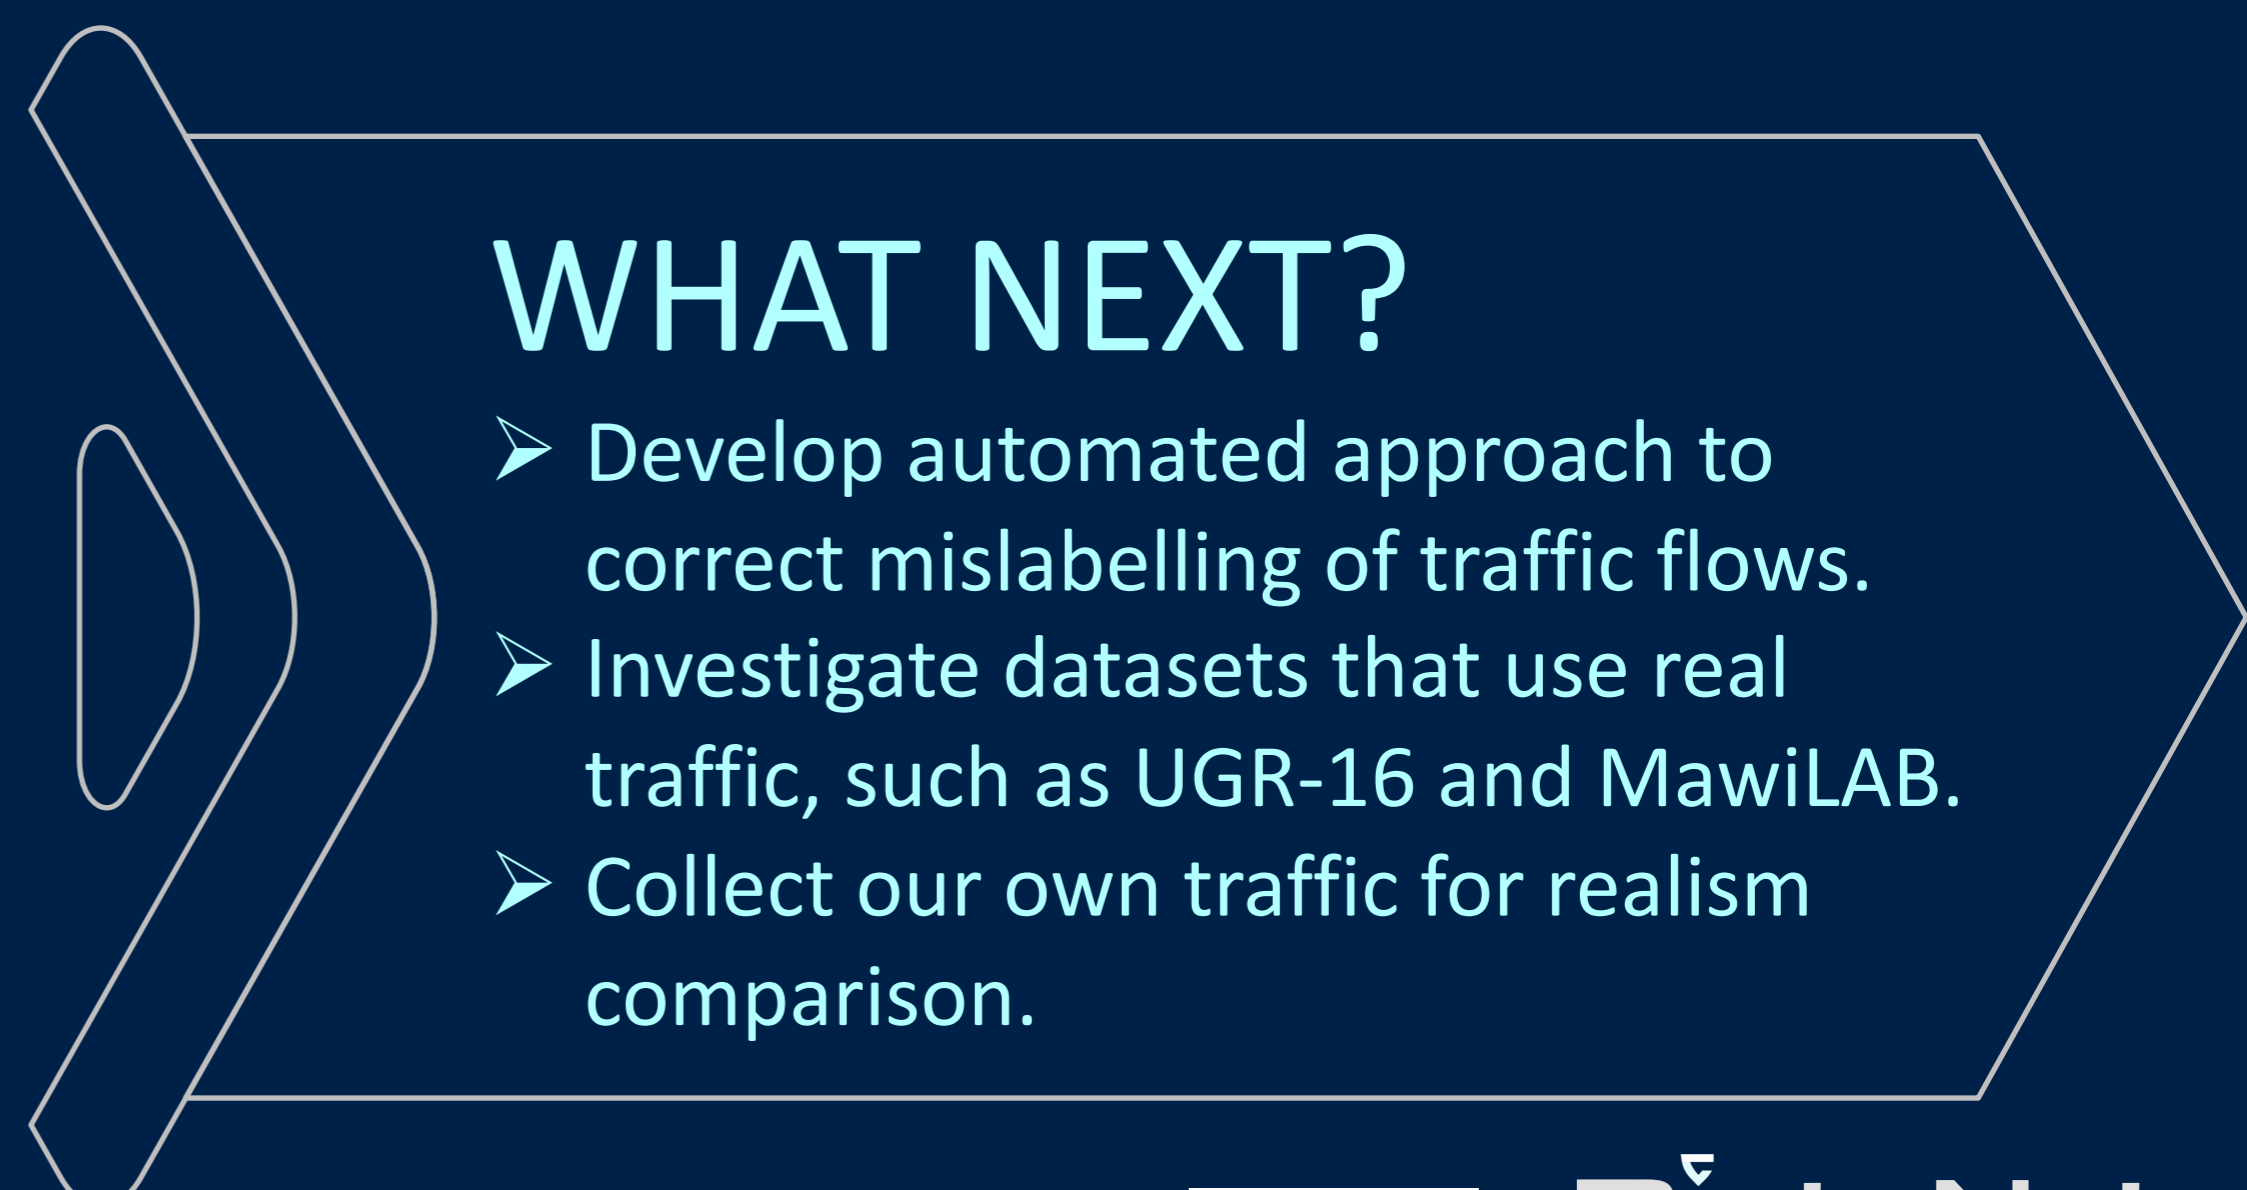 WHAT NEXT?
➢ Develop automated approach to
correct mislabelling of traffic flows.
➢ Investigate datasets that use real
traffic, such as UGR-16 and MawiLAB.
➢ Collect our own traffic for realism
comparison.